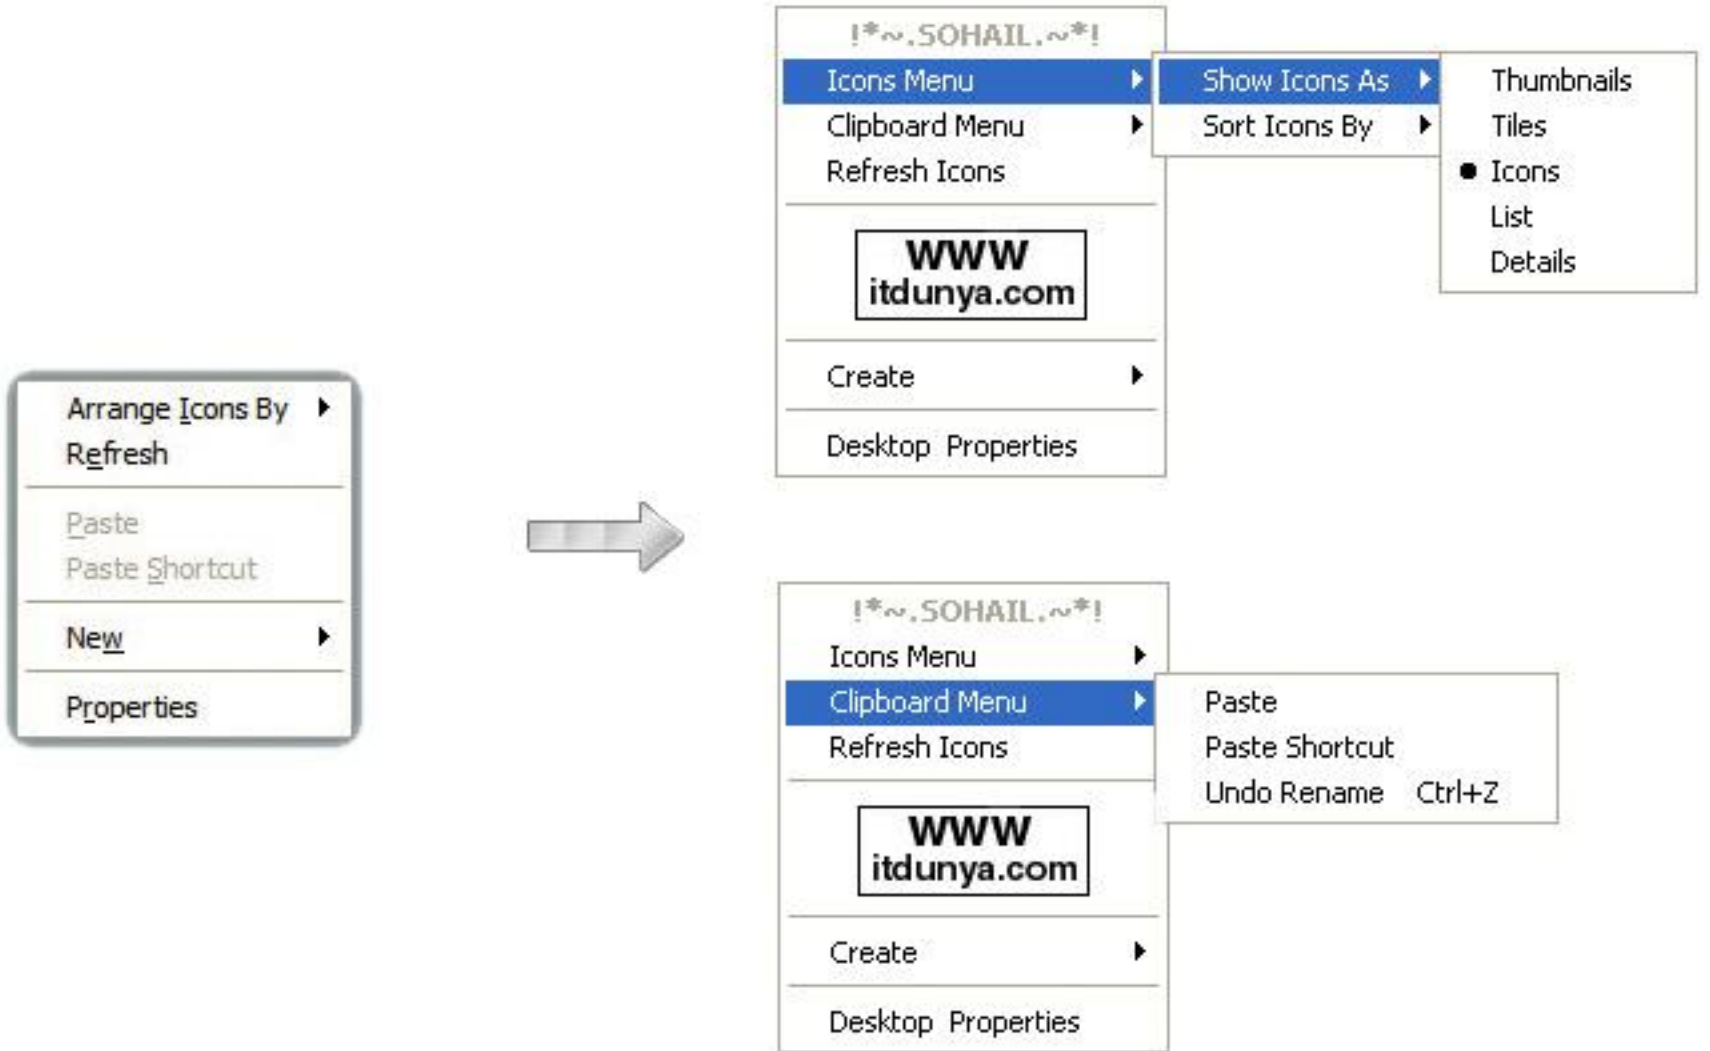 Arrange Icons By
Refresh
Paste
Paste Shortcut
New
Properties
!*~.SOHAIL.~*!
Icons Menu
Clipboard Menu
Refresh Icons
WWW
itdunya.com
Create
Desktop Properties
Show Icons As
Sort Icons By
Thumbnails
Tiles
Icons
List
Details
!*~.SOHAIL.~*!
Icons Menu
Clipboard Menu
Refresh Icons
WWW
itdunya.com
Create
Desktop Properties
Paste
Paste Shortcut
Undo Rename Ctrl+Z